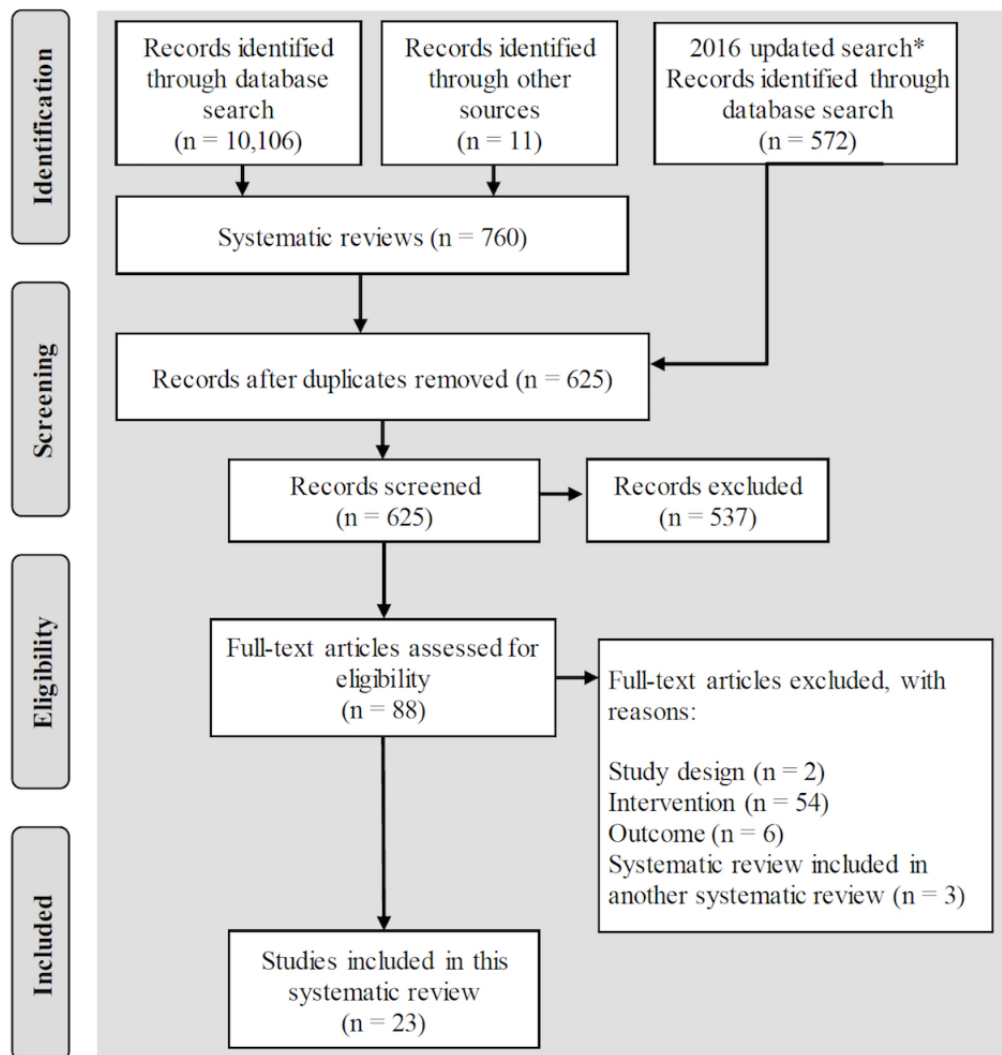 Identification
Records identified
through database
search
(n = 10,106)
Records identified
through other
sources
(n = 11)
2016 updated search*
Records identified through
database search
(n = 572)
Systematic reviews (n = 760)
Screening
Records after duplicates removed (n = 625)
Records screened
(n = 625)
Records excluded
(n = 537)
Eligibility
Full-text articles assessed for
eligibility
(n = 88)
Full-text articles excluded, with
reasons:
Study design (n = 2)
Intervention (n = 54)
Outcome (n = 6)
Systematic review included in
another systematic review (n = 3)
Included
Studies included in this
systematic review
(n = 23)